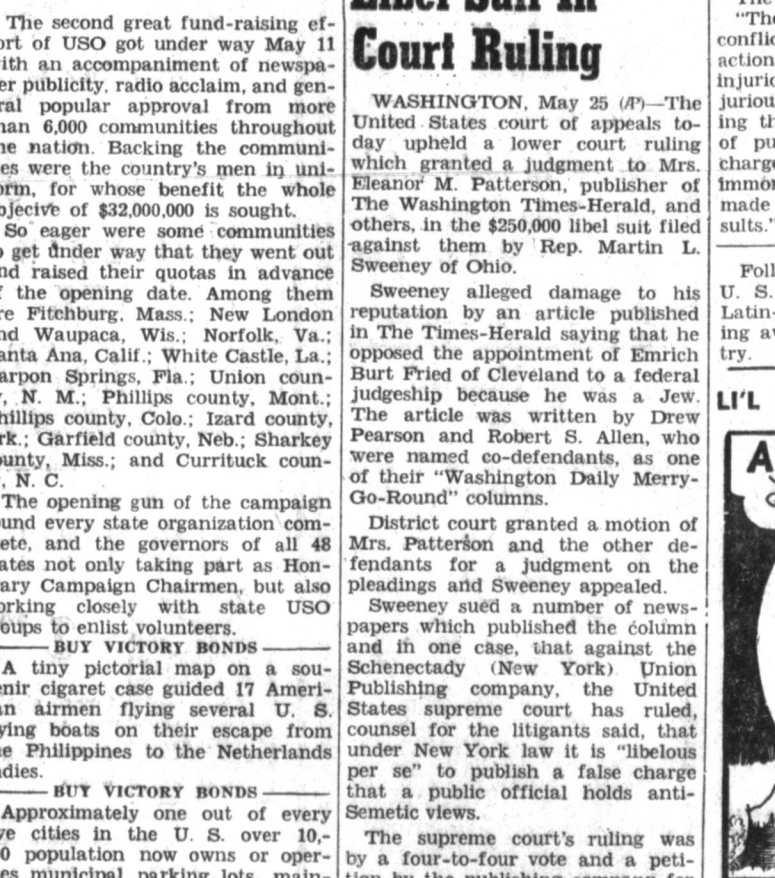 The second great fund-raising ef-
ort of USO got under way May 11
ith an accompaniment of newspa-
er publicity, radio acclaim, and gen-
ral popular approval from more
han 6,000 communities throughout
e nation. Backing the communi-
es were the country's men in uni-
orm, for whose benefit the whole
bjecive of $32,000,000 is sought.
So eager were some communities
get under way that they went out
nd raised their quotas in advance
the opening date. Among them
re Fitchburg, Mass.; New London
nd Waupaca, Wis.; Norfolk, Va.;
anta Ana, Calif.; White Castle, La.;
arpon Springs, Fla.; Union coun-
, N. M.; Phillips county, Mont.;
hillips county, Colo.; Izard county,
rk.; Garfield county, Neb.; Sharkey
ounty, Miss.; and Currituck coun-
, N. C.
The opening gun of the campaign
ound every state organization com-
ete, and the governors of all 48
ates not only taking part as Hon-
ary Campaign Chairmen, but also
orking closely with state USO
oups to enlist volunteers.
BUY VICTORY BONDS
A tiny pictorial map on a sou-
enir cigaret case guided 17 Ameri-
an airmen flying several U. S.
ying boats on their escape from
e Philippines to the Netherlands
dies.
BUY VICTORY BONDS
Approximately one out of every
ve cities in the U. S. over 10,-
0 population now owns or oper-
es municipal parking lots, main-
Libel Suit In
Court Ruling
WASHINGTON, May 25 (AP)—The
United States court of appeals to-
day upheld a lower court ruling
which granted a judgment to Mrs.
Eleanor M. Patterson, publisher of
The Washington Times-Herald, and
others, in the $250,000 libel suit filed
against them by Rep. Martin L.
Sweeney of Ohio.
Sweeney alleged damage to his
reputation by an article published
in The Times-Herald saying that he
opposed the appointment of Emrich
Burt Fried of Cleveland to a federal
judgeship because he was a Jew.
The article was written by Drew
Pearson and Robert S. Allen, who
were named co-defendants, as one
of their "Washington Daily Merry-
Go-Round" columns.
District court granted a motion of
Mrs. Patterson and the other de-
fendants for a judgment on the
pleadings and Sweeney appealed.
Sweeney sued a number of news-
papers which published the column
and in one case, that against the
Schenectady (New York) Union
Publishing company, the United
States supreme court has ruled,
counsel for the litigants said, that
under New York law it is "libelous
per se" to publish a false charge
that a public official holds anti-
Semetic views.
The supreme court's ruling was
by a four-to-four vote and a peti-
tion by the publishing company for
"The
conflic
action
injuric
juriou
ing th
of pu
charge
immor
made
sults."
Foll
U. S.
Latin-
ing av
try.
LI'L
A